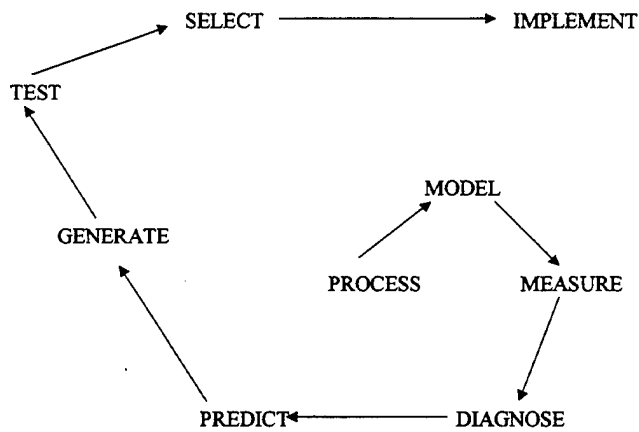 SELECT
IMPLEMENT
TEST
MODEL
GENERATE
PROCESS
MEASURE
PREDICT
DIAGNOSE